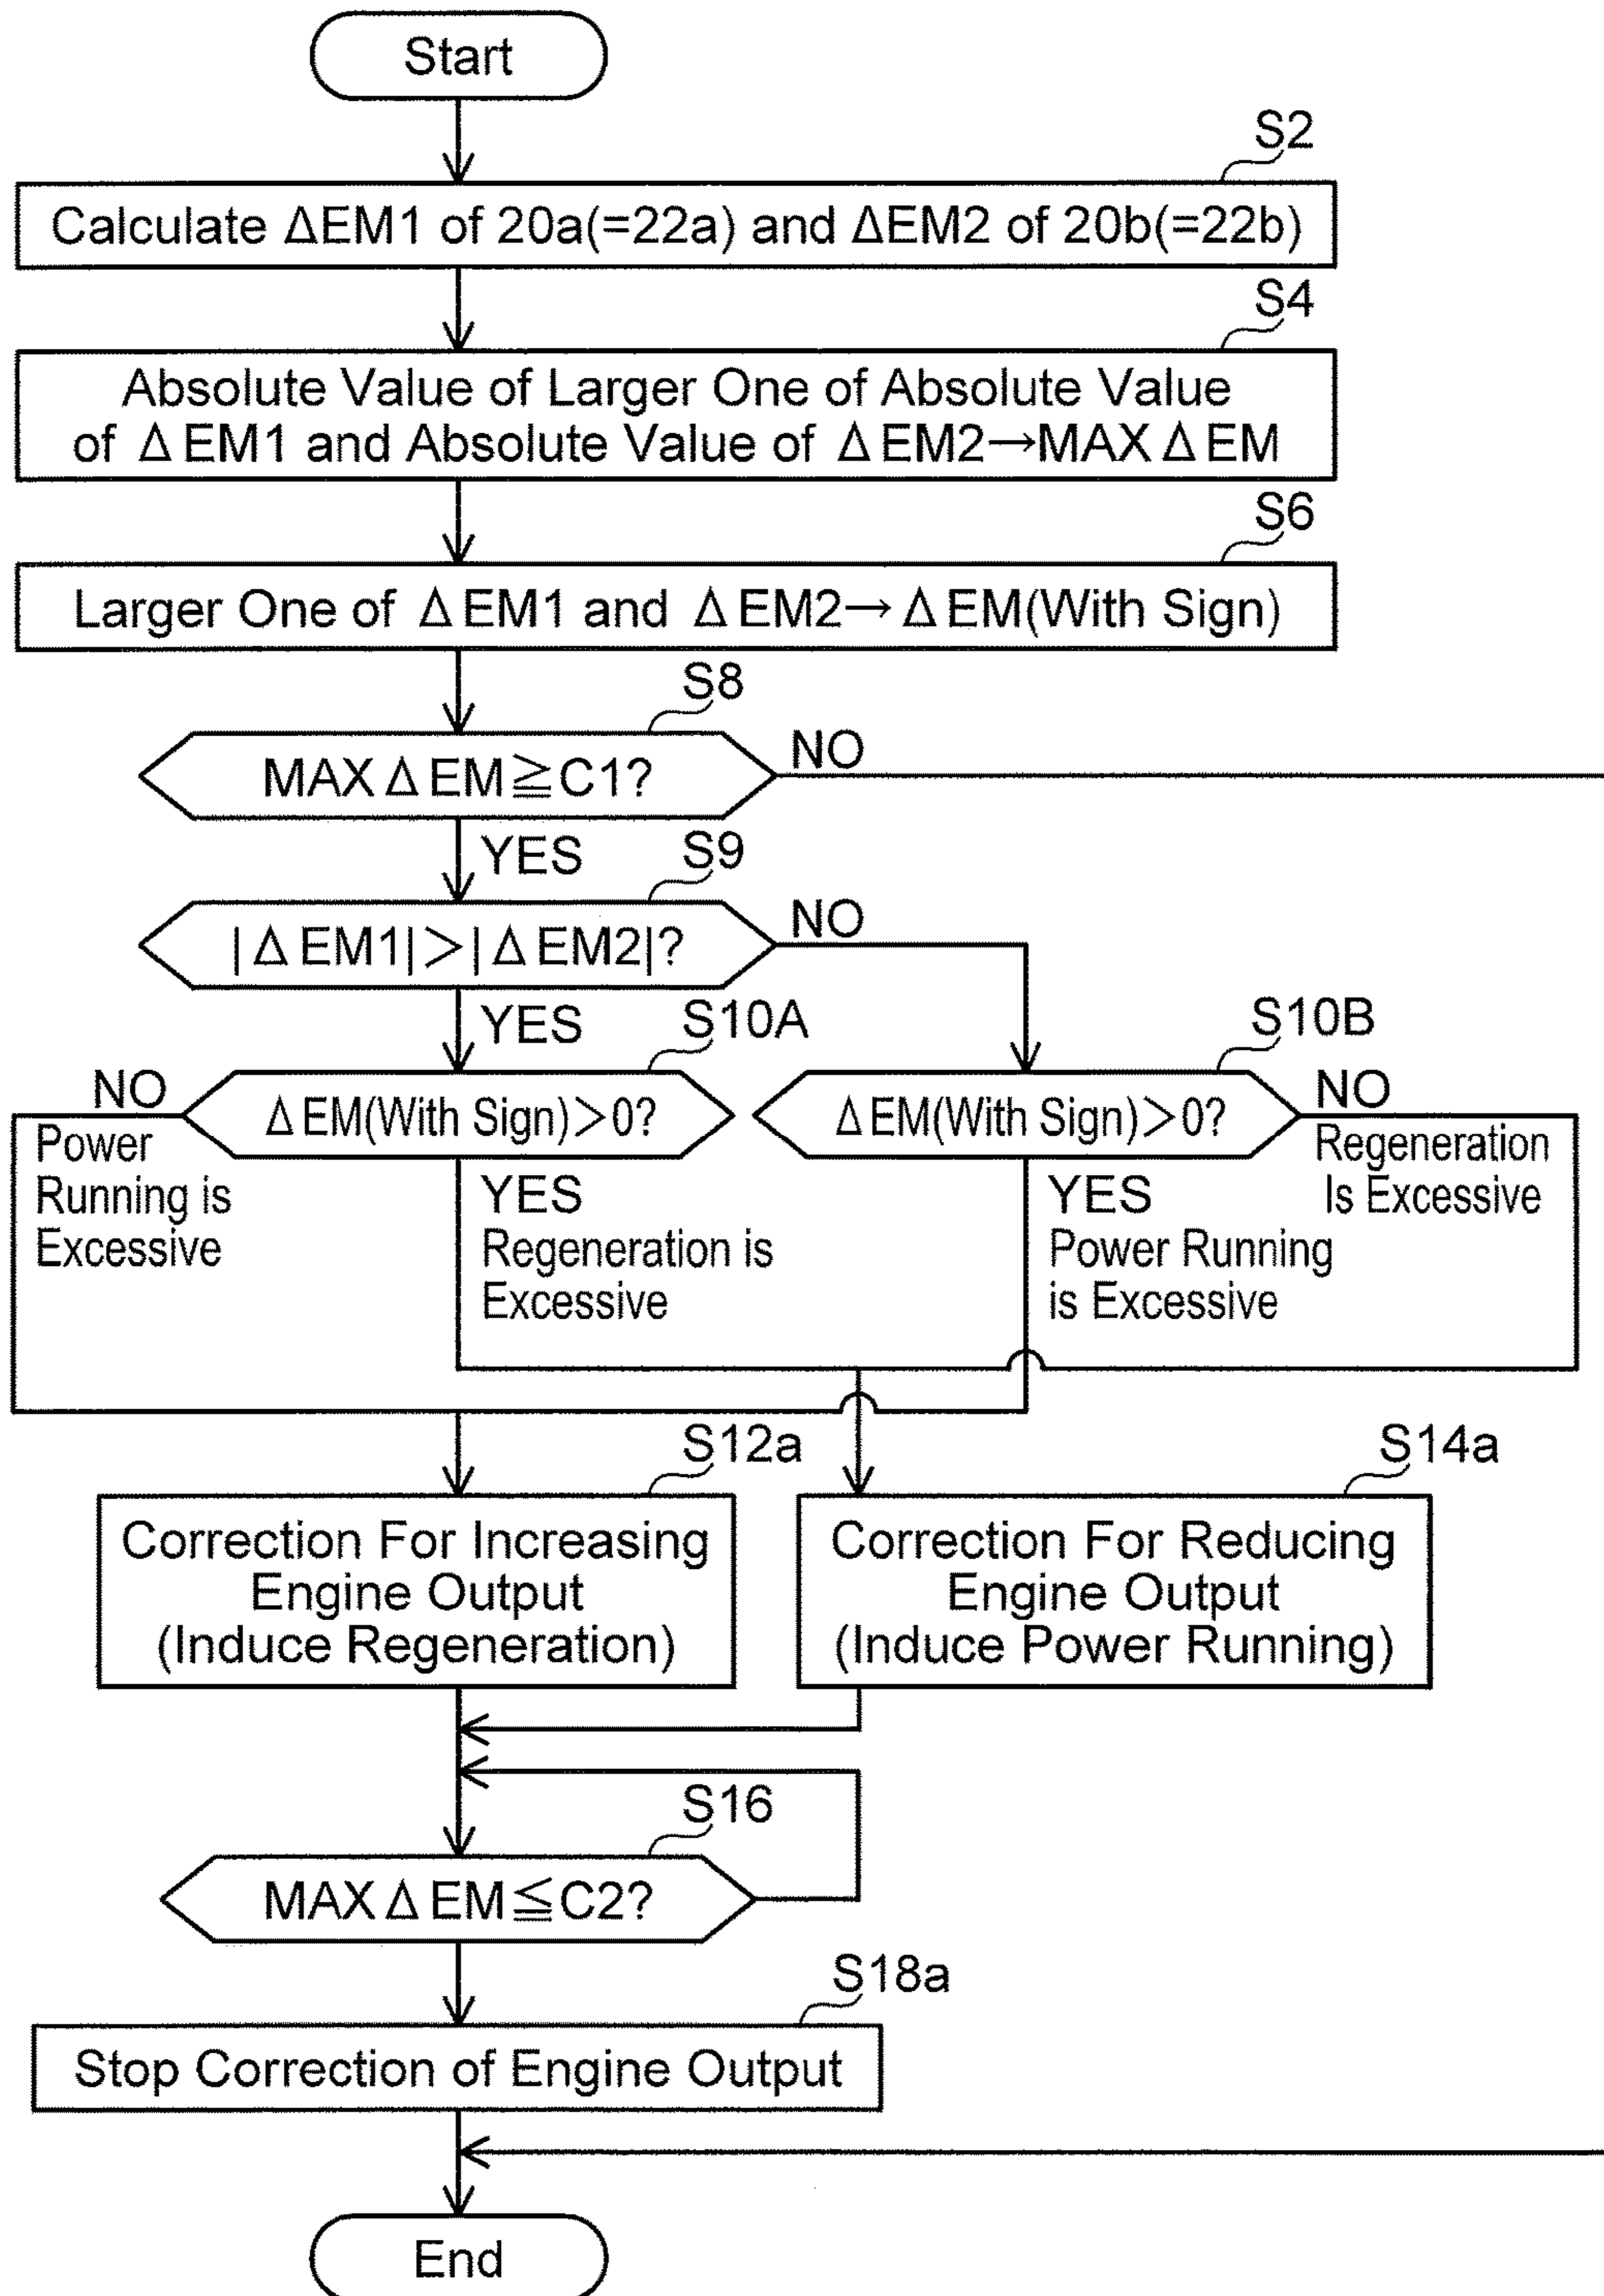 Start
S2
Calculate ΔEM1 of 20a(=22a) and ΔEM2 of 20b(=22b)
S4
Absolute Value of Larger One of Absolute Value
of ΔEM1 and Absolute Value of ΔEM2→MAXΔEM
S6
Larger One of ΔEM1 and ΔEM2→ΔEM(With Sign)
S8
MAXΔEM≧C1?
NO
YES
S9
|ΔEM1|>|ΔEM2|?
NO
YES
S10A
S10B
NO
ΔEM(With Sign)>0?
ΔEM(With Sign)>0?
NO
Power
Running is
Excessive
YES
Regeneration is
Excessive
YES
Power Running
is Excessive
Regeneration
Is Excessive
S12a
S14a
Correction For Increasing
Engine Output
(Induce Regeneration)
Correction For Reducing
Engine Output
(Induce Power Running)
S16
MAXΔEM≦C2?
S18a
Stop Correction of Engine Output
End